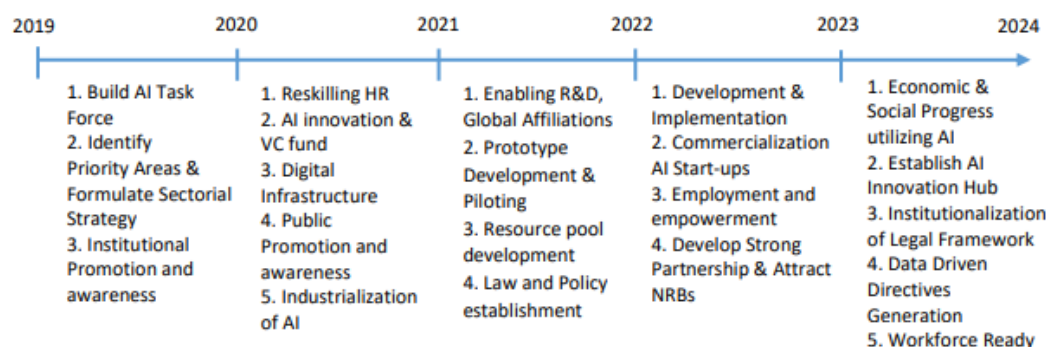 2019 2020 2021 2022 2023 2024
1. Build AI Task
Force
2. Identify
Priority Areas &
Formulate Sectorial
Strategy
3. Institutional
Promotion and
awareness
1. Reskilling HR
2. AI innovation &
VC fund
3. Digital
Infrastructure
4. Public
Promotion and
awareness
5. Industrialization
of AI
1. Enabling R&D,
Global Affiliations
2. Prototype
Development &
Piloting
3. Resource pool
development
4. Law and Policy
establishment
1. Development &
Implementation
2. Commercialization
AI Start-ups
3. Employment and
empowerment
4. Develop Strong
Partnership & Attract
NRBs
1. Economic &
Social Progress
utilizing AI
2. Establish AI
Innovation Hub
3. Institutionalization
of Legal Framework
4. Data Driven
Directives
Generation
5. Workforce Ready